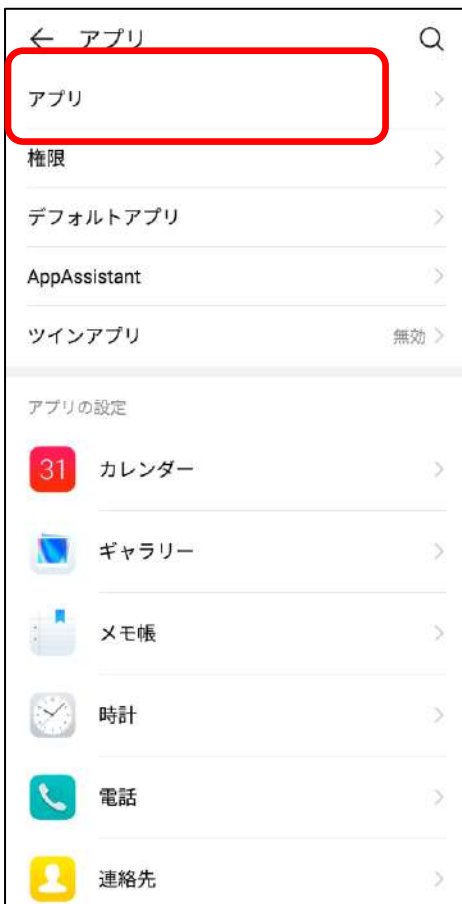 アプリ
アプリ
権限
デフォルトアプリ
AppAssistant
ツインアプリ 無効
アプリの設定
31 カレンダー
ギャラリー
メモ帳
時計
電話
連絡先